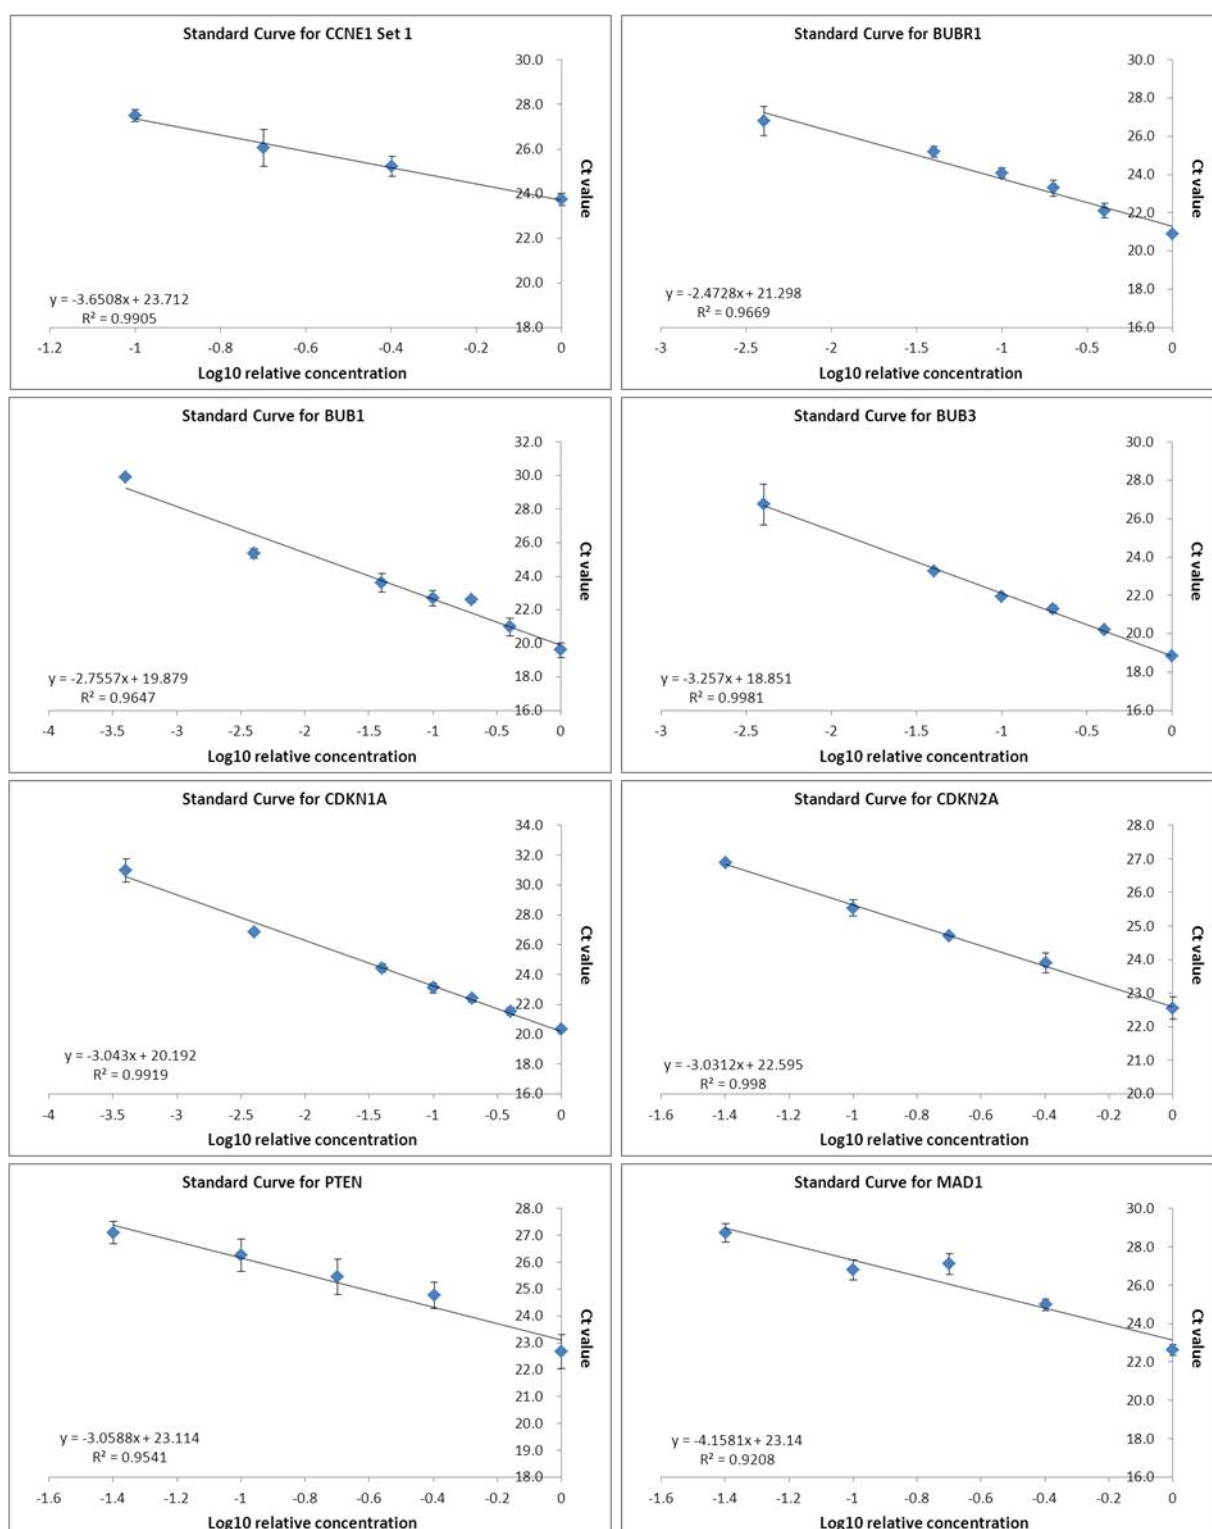 Standard Curve for CCNE1 Set 1
30.0
28.0
26.0
24.0
22.0
20.0
18.0
Ct value
y = -3.6508x + 23.712
R² = 0.9905
-1.2 -1 -0.8 -0.6 -0.4 -0.2 0
Log10 relative concentration
Standard Curve for BUBR1
30.0
28.0
26.0
24.0
22.0
20.0
18.0
16.0
Ct value
y = -2.4728x + 21.298
R² = 0.9669
-3 -2.5 -2 -1.5 -1 -0.5 0
Log10 relative concentration
Standard Curve for BUB1
32.0
30.0
28.0
26.0
24.0
22.0
20.0
18.0
16.0
Ct value
y = -2.7557x + 19.879
R² = 0.9647
-4 -3.5 -3 -2.5 -2 -1.5 -1 -0.5 0
Log10 relative concentration
Standard Curve for BUB3
30.0
28.0
26.0
24.0
22.0
20.0
18.0
16.0
Ct value
y = -3.257x + 18.851
R² = 0.9981
-3 -2.5 -2 -1.5 -1 -0.5 0
Log10 relative concentration
Standard Curve for CDKN1A
34.0
32.0
30.0
28.0
26.0
24.0
22.0
20.0
18.0
16.0
Ct value
y = -3.043x + 20.192
R² = 0.9919
-4 -3.5 -3 -2.5 -2 -1.5 -1 -0.5 0
Log10 relative concentration
Standard Curve for CDKN2A
28.0
27.0
26.0
25.0
24.0
23.0
22.0
21.0
20.0
Ct value
y = -3.0312x + 22.595
R² = 0.998
-1.6 -1.4 -1.2 -1 -0.8 -0.6 -0.4 -0.2 0
Log10 relative concentration
Standard Curve for PTEN
28.0
27.0
26.0
25.0
24.0
23.0
22.0
21.0
20.0
19.0
18.0
Ct value
y = -3.0588x + 23.114
R² = 0.9541
-1.6 -1.4 -1.2 -1 -0.8 -0.6 -0.4 -0.2 0
Log10 relative concentration
Standard Curve for MAD1
30.0
28.0
26.0
24.0
22.0
20.0
18.0
16.0
Ct value
y = -4.1581x + 23.14
R² = 0.9208
-1.6 -1.4 -1.2 -1 -0.8 -0.6 -0.4 -0.2 0
Log10 relative concentration